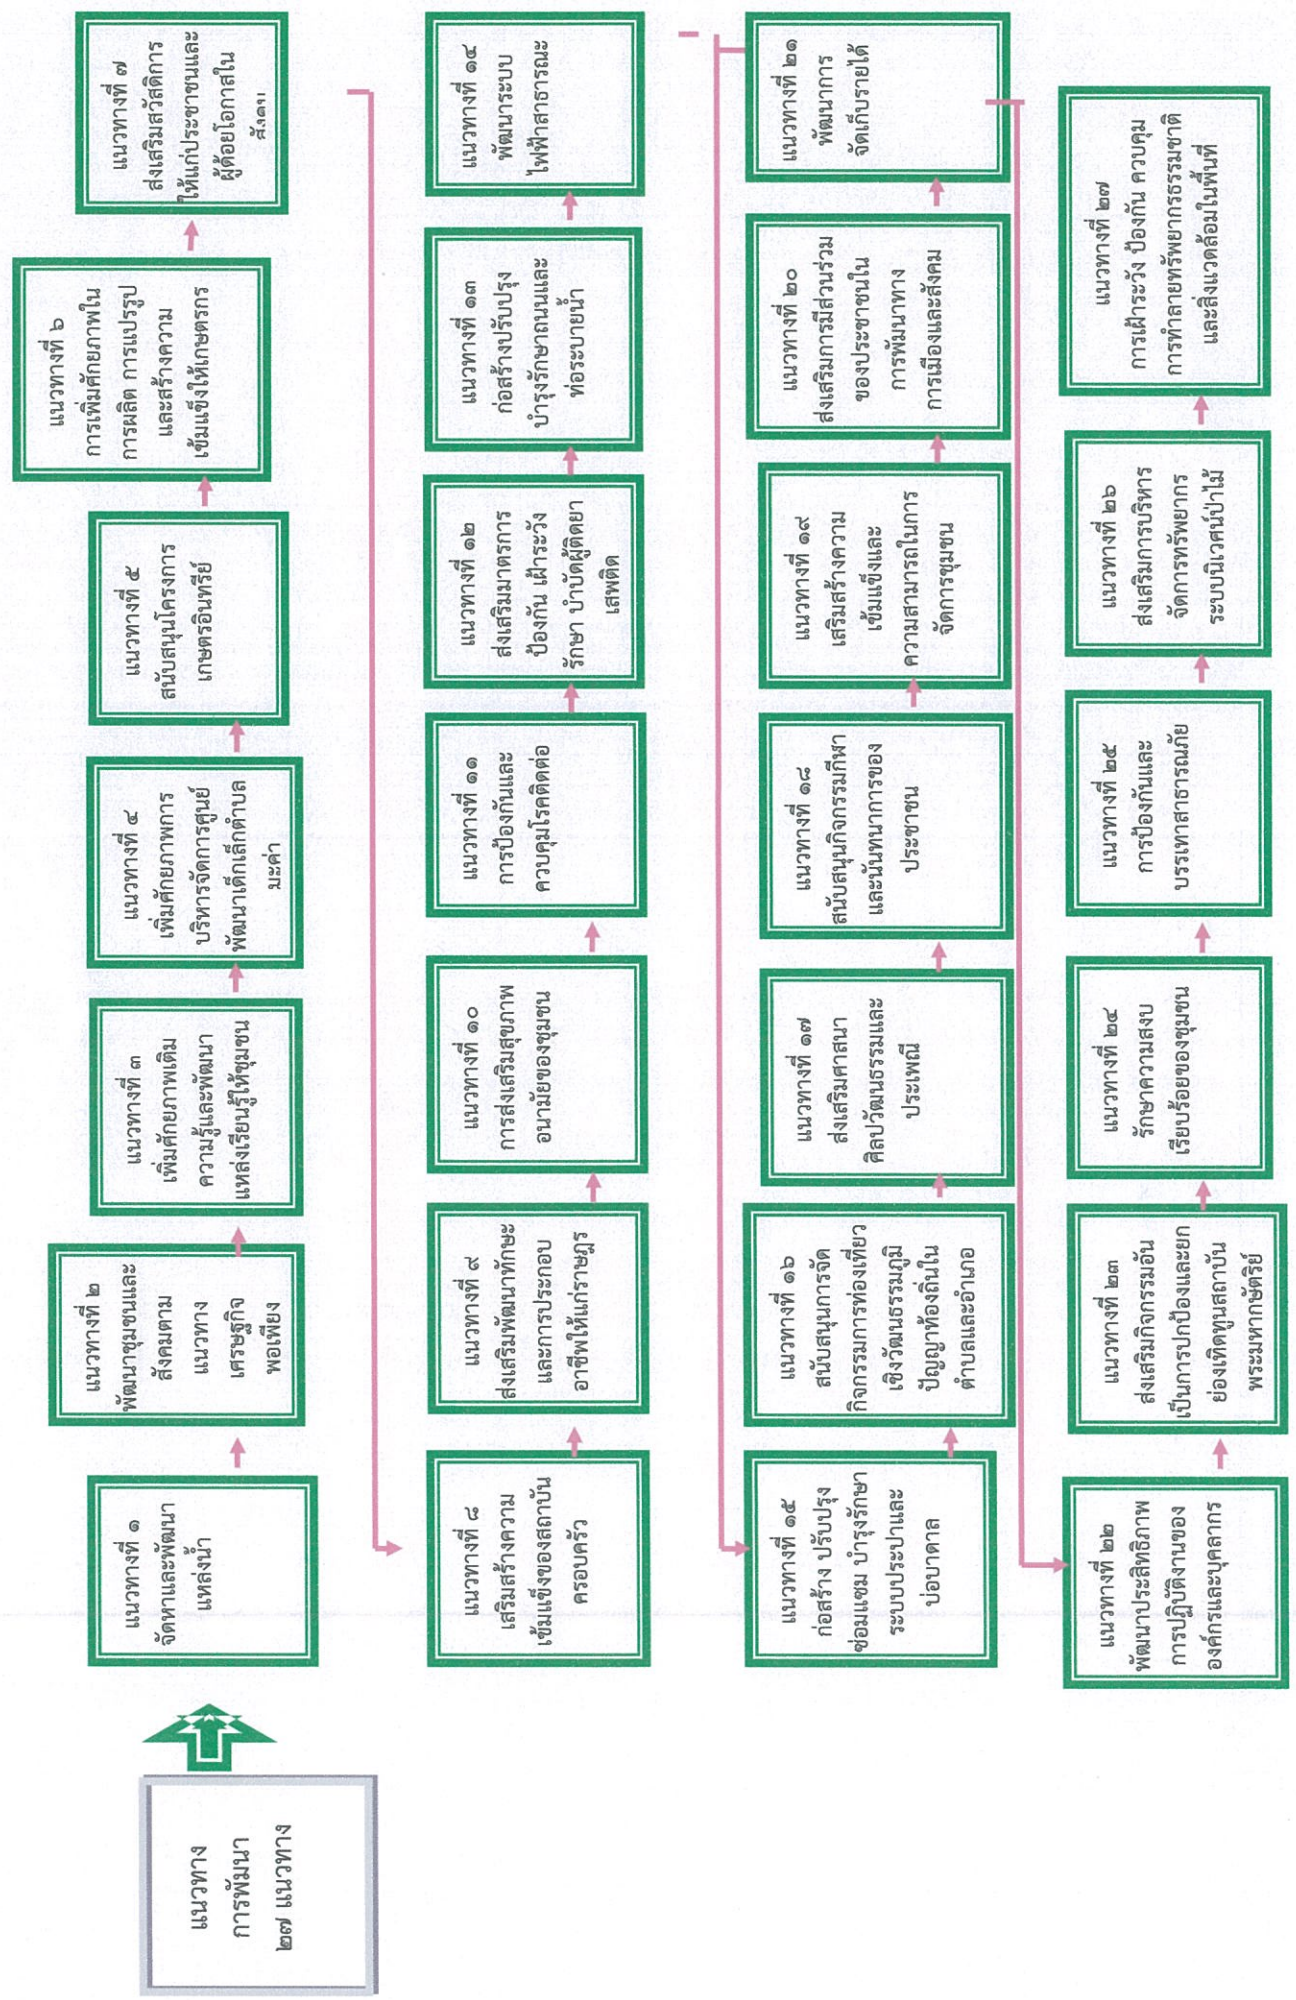 แนวทาง
การพัฒนา
๒๗ แนวทาง
แนวทางที่ ๑
จัดหาและพัฒนา
แหล่งน้ำ
แนวทางที่ ๒
พัฒนาชุมชนและ
สังคมตาม
แนวทาง
เศรษฐกิจ
พอเพียง
แนวทางที่ ๓
เพิ่มศักยภาพเติม
ความรู้และพัฒนา
แหล่งเรียนรู้ให้ชุมชน
แนวทางที่ ๔
เพิ่มศักยภาพการ
บริหารจัดการศูนย์
พัฒนาเด็กเล็กตำบล
มะค่า
แนวทางที่ ๕
สนับสนุนโครงการ
เกษตรอินทรีย์
แนวทางที่ ๖
การเพิ่มศักยภาพใน
การผลิต การแปรรูป
และสร้างความ
เข้มแข็งให้เกษตรกร
แนวทางที่ ๗
ส่งเสริมสวัสดิการ
ให้แก่ประชาชนและ
ผู้ด้อยโอกาสใน
สังคม
แนวทางที่ ๘
เสริมสร้างความ
เข้มแข็งของสถาบัน
ครอบครัว
แนวทางที่ ๙
ส่งเสริมพัฒนาทักษะ
และการประกอบ
อาชีพให้แก่ราษฎร
แนวทางที่ ๑๐
การส่งเสริมสุขภาพ
อนามัยของชุมชน
แนวทางที่ ๑๑
การป้องกันและ
ควบคุมโรคติดต่อ
แนวทางที่ ๑๒
ส่งเสริมมาตรการ
ป้องกัน เฝ้าระวัง
รักษา บำบัดผู้ติดยา
เสพติด
แนวทางที่ ๑๓
ก่อสร้างปรับปรุง
บำรุงรักษาถนนและ
ท่อระบายน้ำ
แนวทางที่ ๑๔
พัฒนาระบบ
ไฟฟ้าสาธารณะ
แนวทางที่ ๑๕
ก่อสร้าง ปรับปรุง
ซ่อมแซม บำรุงรักษา
ระบบประปาและ
บ่อบาดาล
แนวทางที่ ๑๖
สนับสนุนการจัด
กิจกรรมการท่องเที่ยว
เชิงวัฒนธรรมภูมิ
ปัญญาท้องถิ่นใน
ตำบลและอำเภอ
แนวทางที่ ๑๗
ส่งเสริมศาสนา
ศิลปวัฒนธรรมและ
ประเพณี
แนวทางที่ ๑๘
สนับสนุนกิจกรรมกีฬา
และนันทนาการของ
ประชาชน
แนวทางที่ ๑๙
เสริมสร้างความ
เข้มแข็งและ
ความสามารถในการ
จัดการชุมชน
แนวทางที่ ๒๐
ส่งเสริมการมีส่วนร่วม
ของประชาชนใน
การพัฒนาทาง
การเมืองและสังคม
แนวทางที่ ๒๑
พัฒนาการ
จัดเก็บรายได้
แนวทางที่ ๒๒
พัฒนาประสิทธิภาพ
การปฏิบัติงานของ
องค์กรและบุคลากร
แนวทางที่ ๒๓
ส่งเสริมกิจกรรมอัน
เป็นการปกป้องและยก
ย่องเทิดทูนสถาบัน
พระมหากษัตริย์
แนวทางที่ ๒๔
รักษาความสงบ
เรียบร้อยของชุมชน
แนวทางที่ ๒๕
การป้องกันและ
บรรเทาสาธารณภัย
แนวทางที่ ๒๖
ส่งเสริมการบริหาร
จัดการทรัพยากร
ระบบนิเวศน์ป่าไม้
แนวทางที่ ๒๗
การเฝ้าระวัง ป้องกัน ควบคุม
การทำลายทรัพยากรธรรมชาติ
และสิ่งแวดล้อมในพื้นที่